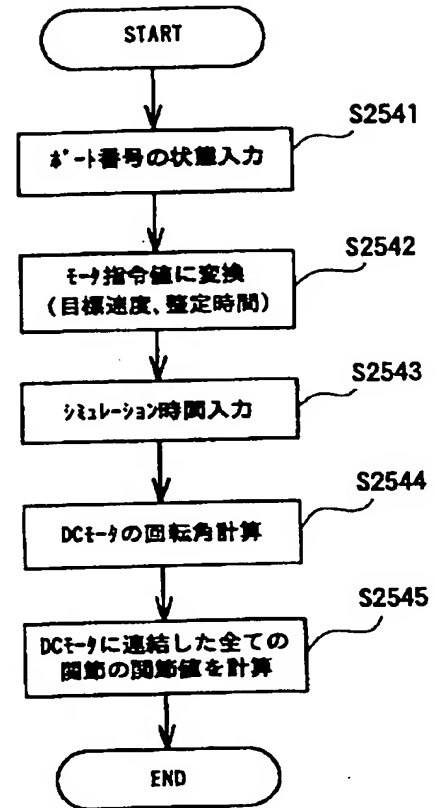 START
S2541
ﾎﾟｰﾄ番号の状態入力
S2542
ﾓｰﾀ指令値に変換
(目標速度、整定時間)
S2543
ｼﾐｭﾚｰｼｮﾝ時間入力
S2544
DCﾓｰﾀの回転角計算
S2545
DCﾓｰﾀに連結した全ての
関節の関節値を計算
END